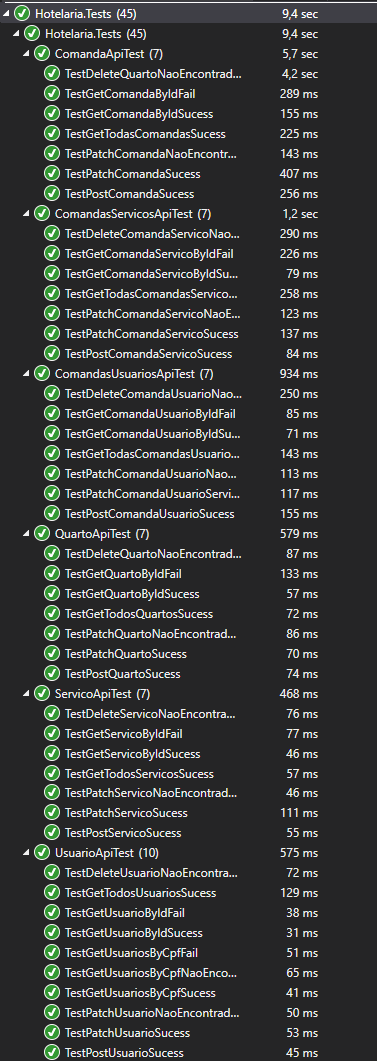 Hotelaria.Tests (45) 9,4 sec
Hotelaria.Tests (45) 9,4 sec
ComandaApiTest (7) 5,7 sec
TestDeleteQuartoNaoEncontrad... 4,2 sec
TestGetComandaByIdFail 289 ms
TestGetComandaByIdSucess 155 ms
TestGetTodasComandasSucess 225 ms
TestPatchComandaNaoEncontr... 143 ms
TestPatchComandaSucess 407 ms
TestPostComandaSucess 256 ms
ComandasServicosApiTest (7) 1,2 sec
TestDeleteComandaServicoNao... 290 ms
TestGetComandaServicoByIdFail 226 ms
TestGetComandaServicoByIdSu... 79 ms
TestGetTodasComandasServico... 258 ms
TestPatchComandaServicoNaoE... 123 ms
TestPatchComandaServicoSucess 137 ms
TestPostComandaServicoSucess 84 ms
ComandasUsuariosApiTest (7) 934 ms
TestDeleteComandaUsuarioNao... 250 ms
TestGetComandaUsuarioByIdFail 85 ms
TestGetComandaUsuarioByIdSu... 71 ms
TestGetTodasComandasUsuario... 143 ms
TestPatchComandaUsuarioNao... 113 ms
TestPatchComandaUsuarioServi... 117 ms
TestPostComandaUsuarioSucess 155 ms
QuartoApiTest (7) 579 ms
TestDeleteQuartoNaoEncontrad... 87 ms
TestGetQuartoByIdFail 133 ms
TestGetQuartoByIdSucess 57 ms
TestGetTodosQuartosSucess 72 ms
TestPatchQuartoNaoEncontrad... 86 ms
TestPatchQuartoSucess 70 ms
TestPostQuartoSucess 74 ms
ServicoApiTest (7) 468 ms
TestDeleteServicoNaoEncontra... 76 ms
TestGetServicoByIdFail 77 ms
TestGetServicoByIdSucess 46 ms
TestGetTodosServicosSucess 57 ms
TestPatchServicoNaoEncontrad... 46 ms
TestPatchServicoSucess 111 ms
TestPostServicoSucess 55 ms
UsuarioApiTest (10) 575 ms
TestDeleteUsuarioNaoEncontra... 72 ms
TestGetTodosUsuariosSucess 129 ms
TestGetUsuarioByIdFail 38 ms
TestGetUsuarioByIdSucess 31 ms
TestGetUsuariosByCpfFail 51 ms
TestGetUsuariosByCpfNaoEnco... 65 ms
TestGetUsuariosByCpfSucess 41 ms
TestPatchUsuarioNaoEncontrad... 50 ms
TestPatchUsuarioSucess 53 ms
TestPostUsuarioSucess 45 ms